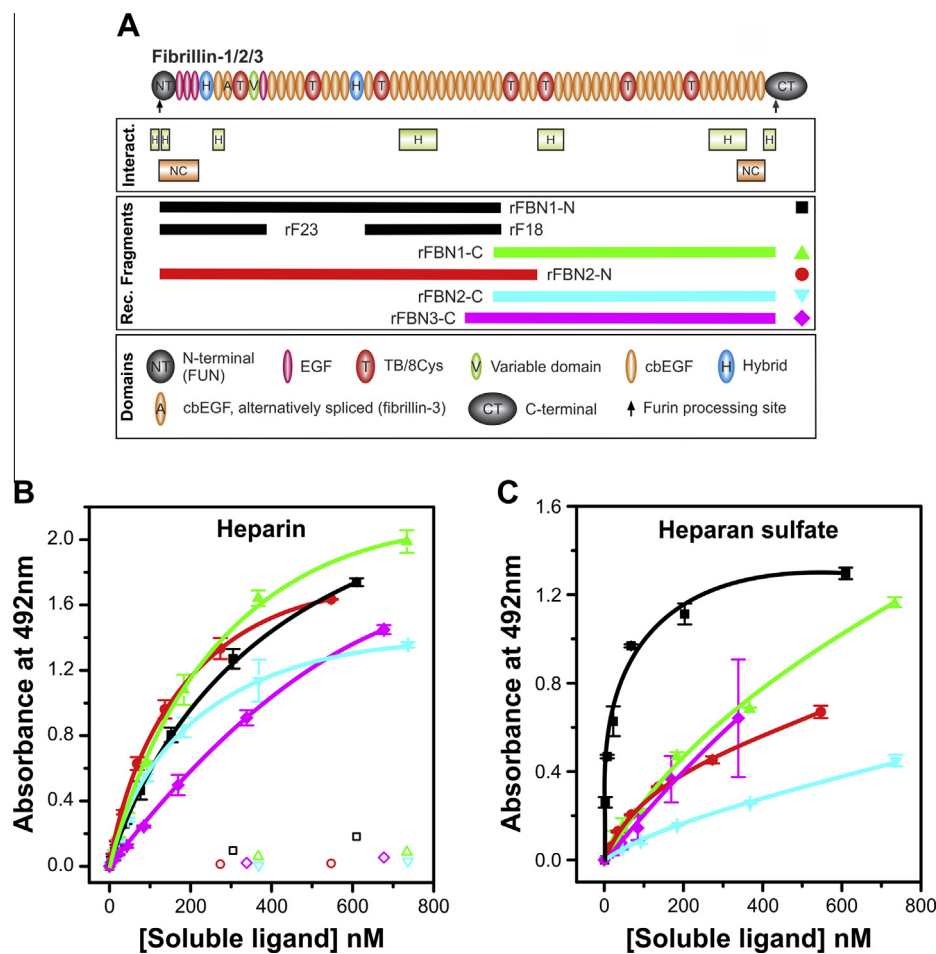 A
Fibrillin-1/2/3
NT H A T V T H T T T T T CT
Interact.
H H H H H H H
NC NC
Rec. Fragments
rFBN1-N
rF23 rF18
rFBN1-C
rFBN2-N
rFBN2-C
rFBN3-C
Domains
NT N-terminal (FUN) EGF T TB/8Cys V Variable domain cbEGF H Hybrid
A cbEGF, alternatively spliced (fibrillin-3) CT C-terminal Furin processing site
B
Heparin
Absorbance at 492nm
2.0
1.6
1.2
0.8
0.4
0.0
0 200 400 600 800
[Soluble ligand] nM
C
Heparan sulfate
Absorbance at 492nm
1.6
1.2
0.8
0.4
0.0
0 200 400 600 800
[Soluble ligand] nM